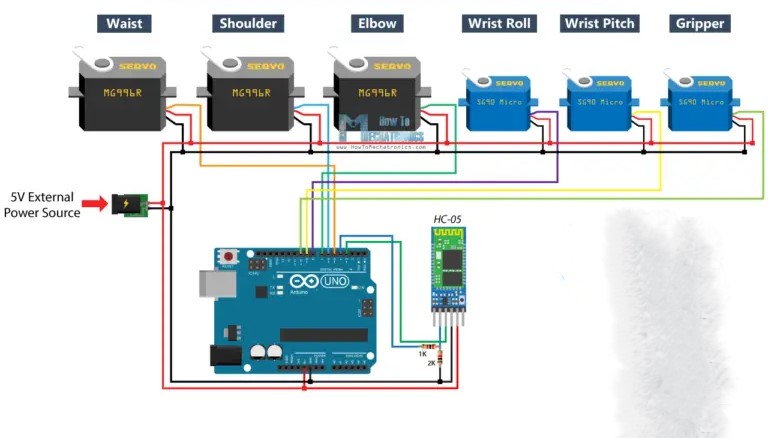 Waist
Shoulder
Elbow
Wrist Roll
Wrist Pitch
Gripper
SERVO
MG996R
SERVO
MG996R
SERVO
MG996R
SERVO
SG90 Micro
SERVO
SG90 Micro
SERVO
SG90 Micro
How To
MECHATRONICS
www.HowToMechatronics.com
5V External
Power Source
HC-05
RESET
UNO
Arduino
1K
2K